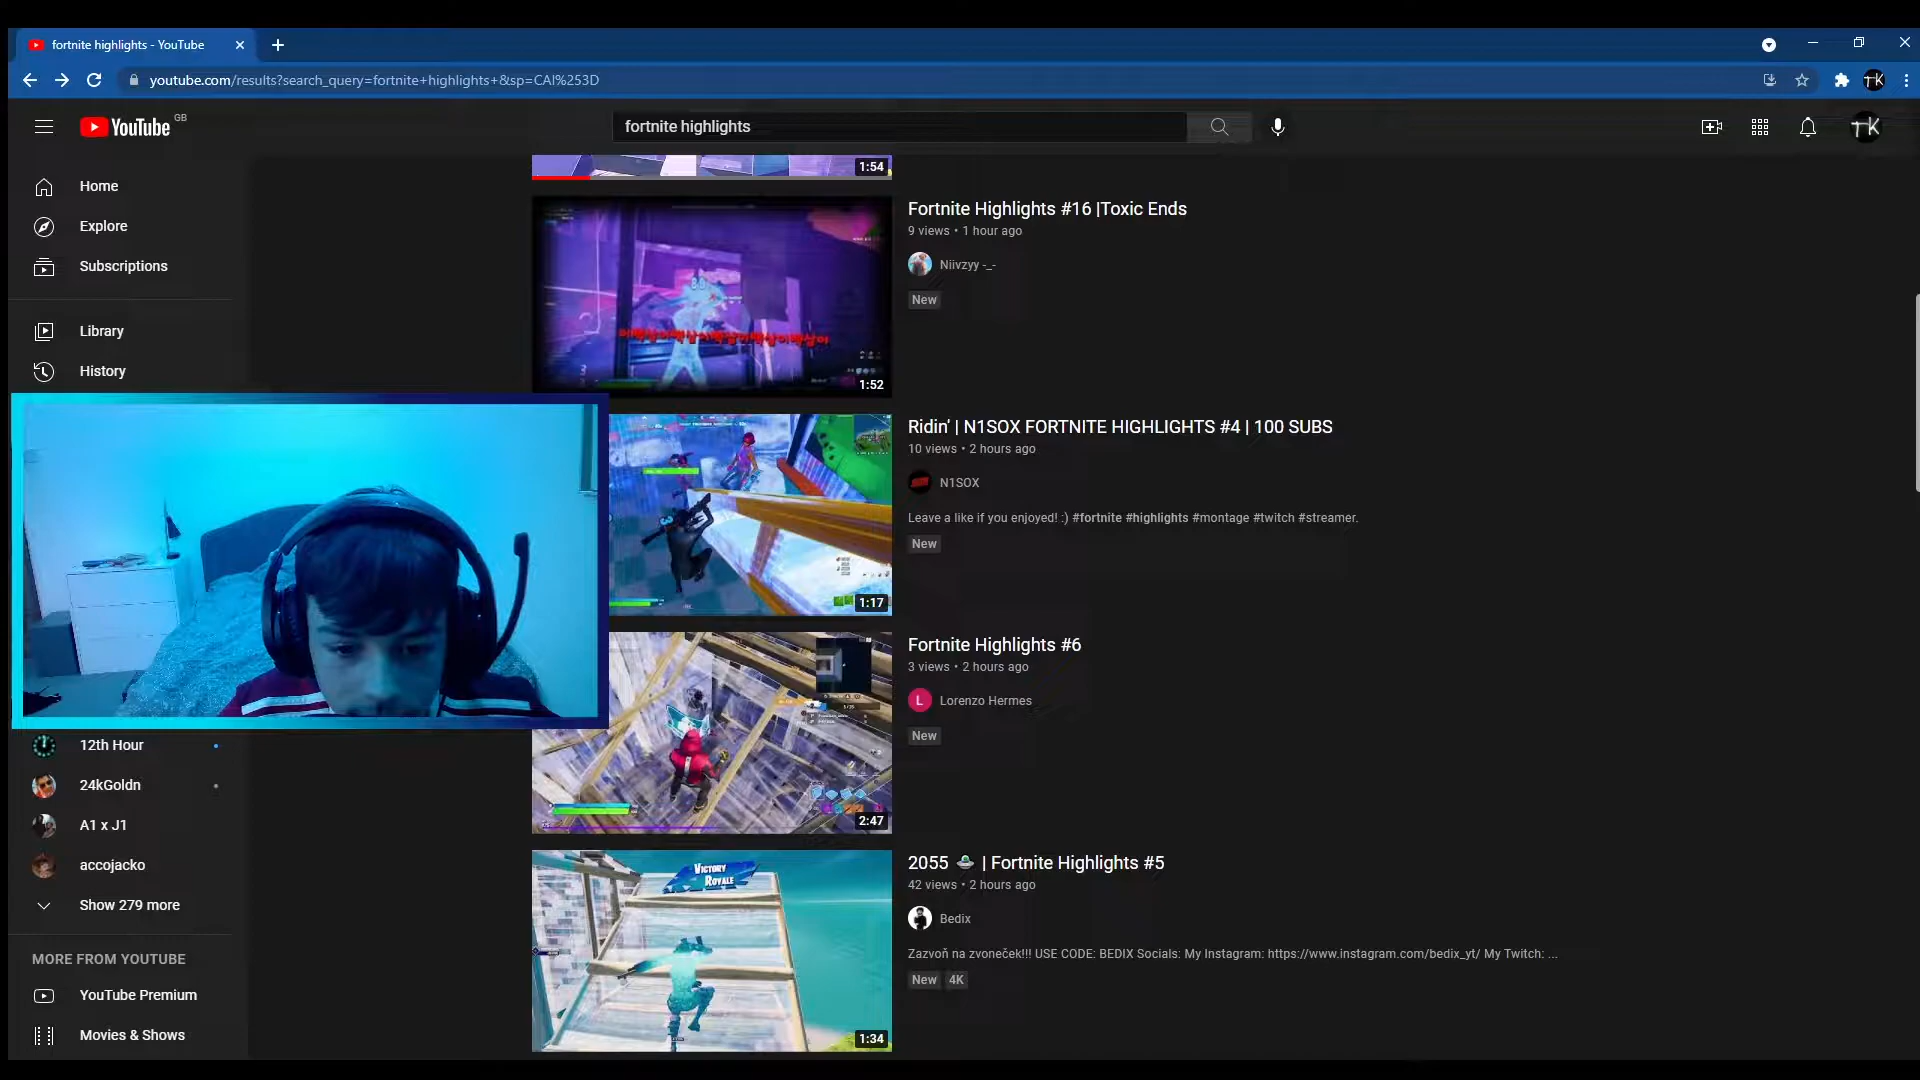 fortnite highlights - YouTube
youtube.com/results?search_query=fortnite+highlights+&sp=CAI%253D
TK
YouTube GB
fortnite highlights
TK
Home
Explore
Subscriptions
Library
History
12th Hour
24kGoldn
A1 x J1
accojacko
Show 279 more
MORE FROM YOUTUBE
YouTube Premium
Movies & Shows
1:54
1:52
Fortnite Highlights #16 |Toxic Ends
9 views • 1 hour ago
Niivzyy -_-
New
1:17
Ridin' | N1SOX FORTNITE HIGHLIGHTS #4 | 100 SUBS
10 views • 2 hours ago
N1SOX
Leave a like if you enjoyed! :) #fortnite #highlights #montage #twitch #streamer.
New
2:47
Fortnite Highlights #6
3 views • 2 hours ago
L Lorenzo Hermes
New
VICTORY
ROYALE
1:34
2055 🛸 | Fortnite Highlights #5
42 views • 2 hours ago
Bedix
Zazvoň na zvoneček!!! USE CODE: BEDIX Socials: My Instagram: https://www.instagram.com/bedix_yt/ My Twitch: ...
New 4K